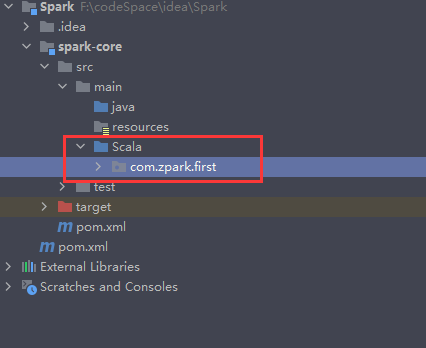 Spark F:\codeSpace\idea\Spark
.idea
spark-core
src
main
java
resources
Scala
com.zpark.first
test
target
pom.xml
pom.xml
External Libraries
Scratches and Consoles